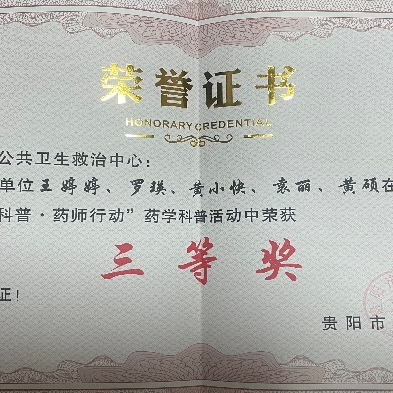 荣誉证书
HONORARY CREDENTIAL
公共卫生救治中心：
单位王婷婷、罗瑛、黄小快、袁丽、黄硕在
科普·药师行动”药学科普活动中荣获
三等奖
证！
贵阳市